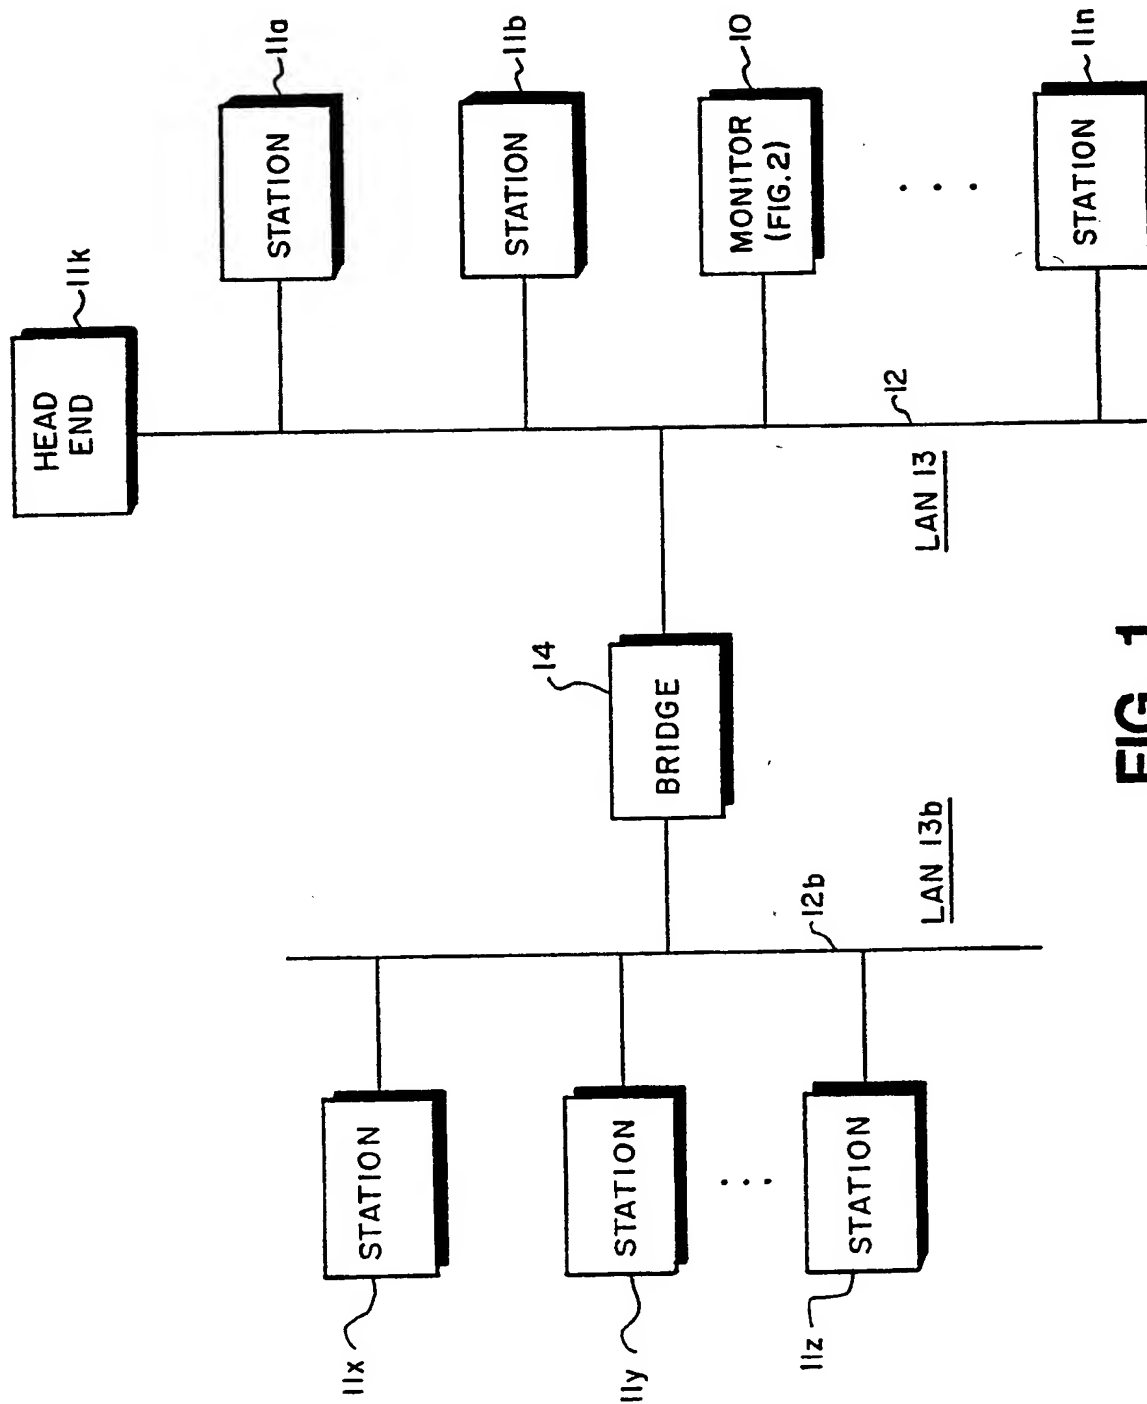 HEAD
END
11k
STATION
11a
STATION
11b
MONITOR
(FIG.2)
10
STATION
11n
12
LAN 13
BRIDGE
14
12b
LAN 13b
STATION
11x
STATION
11y
STATION
11z
FIG. 1